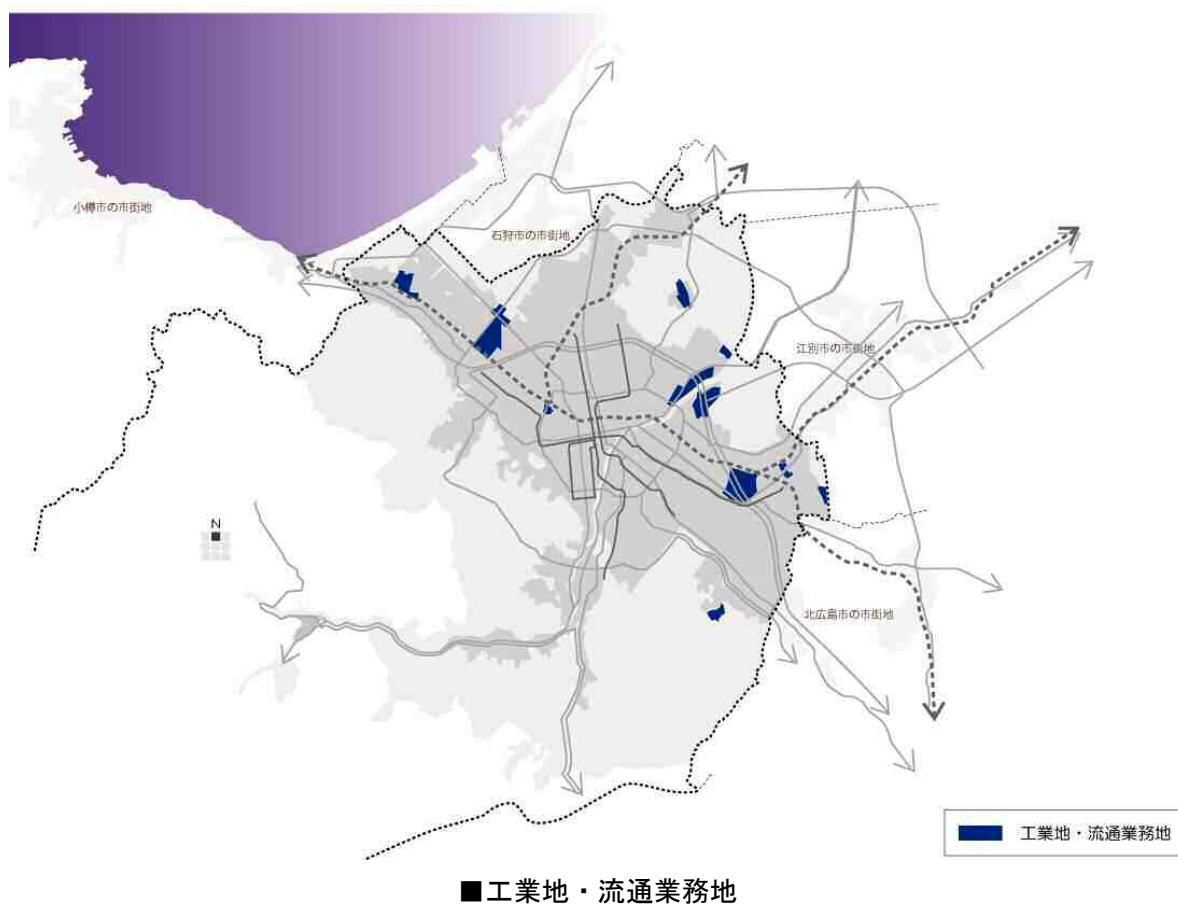 小樽市の市街地
石狩市の市街地
江別市の市街地
N
北広島市の市街地
工業地・流通業務地
■工業地・流通業務地